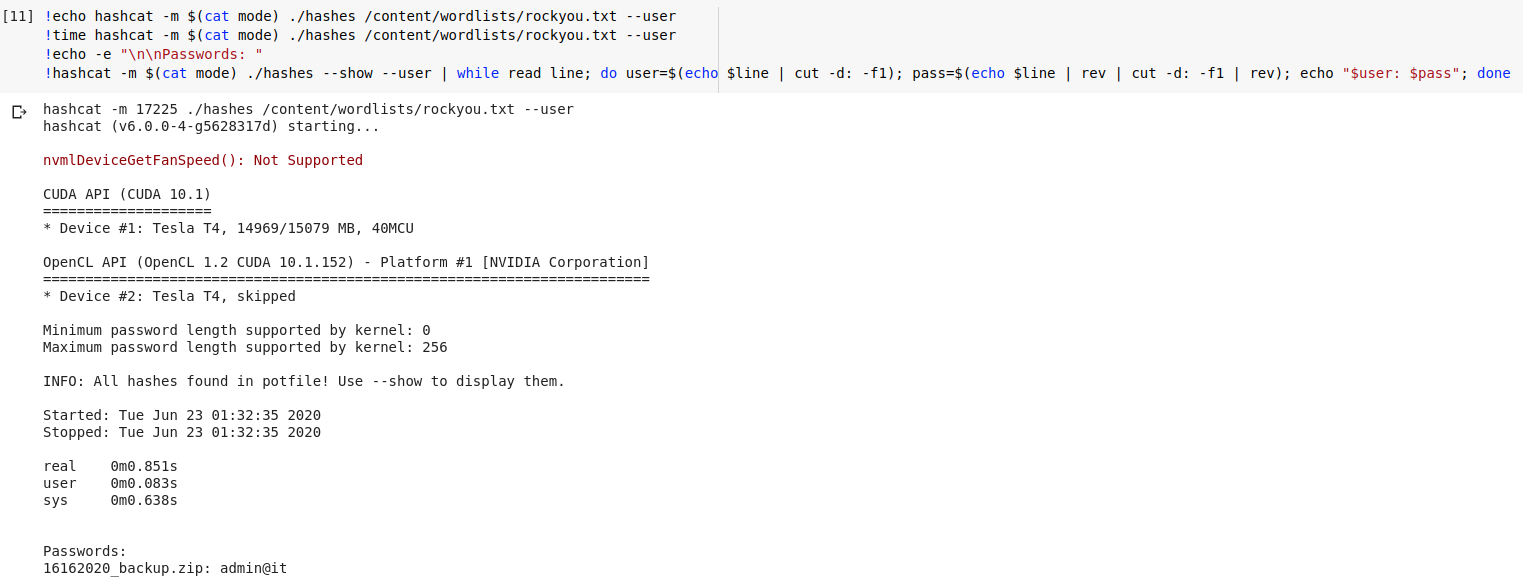 [11] !echo hashcat -m $(cat mode) ./hashes /content/wordlists/rockyou.txt --user
!time hashcat -m $(cat mode) ./hashes /content/wordlists/rockyou.txt --user
!echo -e "\n\nPasswords: "
!hashcat -m $(cat mode) ./hashes --show --user | while read line; do user=$(echo $line | cut -d: -f1); pass=$(echo $line | rev | cut -d: -f1 | rev); echo "$user: $pass"; done
hashcat -m 17225 ./hashes /content/wordlists/rockyou.txt --user
hashcat (v6.0.0-4-g5628317d) starting...
nvmlDeviceGetFanSpeed(): Not Supported
CUDA API (CUDA 10.1)
====================
* Device #1: Tesla T4, 14969/15079 MB, 40MCU
OpenCL API (OpenCL 1.2 CUDA 10.1.152) - Platform #1 [NVIDIA Corporation]
========================================================================
* Device #2: Tesla T4, skipped
Minimum password length supported by kernel: 0
Maximum password length supported by kernel: 256
INFO: All hashes found in potfile! Use --show to display them.
Started: Tue Jun 23 01:32:35 2020
Stopped: Tue Jun 23 01:32:35 2020
real    0m0.851s
user    0m0.083s
sys     0m0.638s
Passwords:
16162020_backup.zip: admin@it